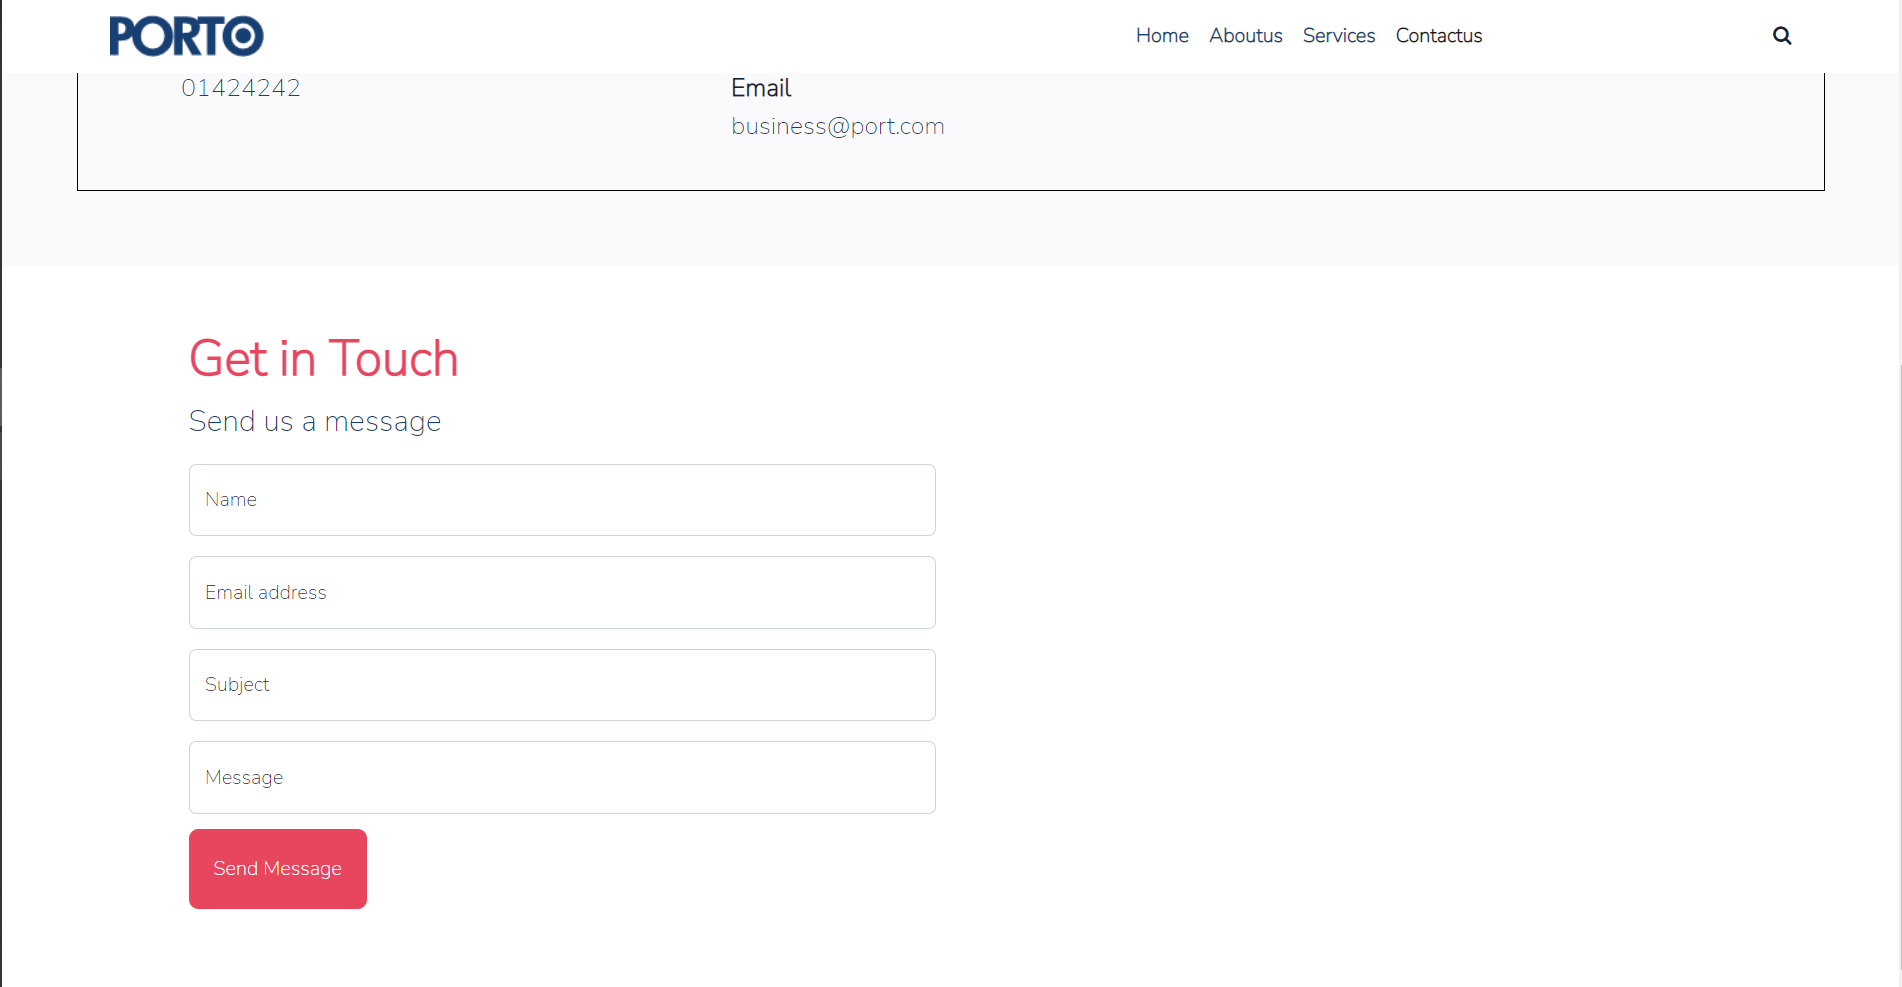 PORTO
Home Aboutus Services Contactus
01424242
Email
business@port.com
Get in Touch
Send us a message
Name
Email address
Subject
Message
Send Message